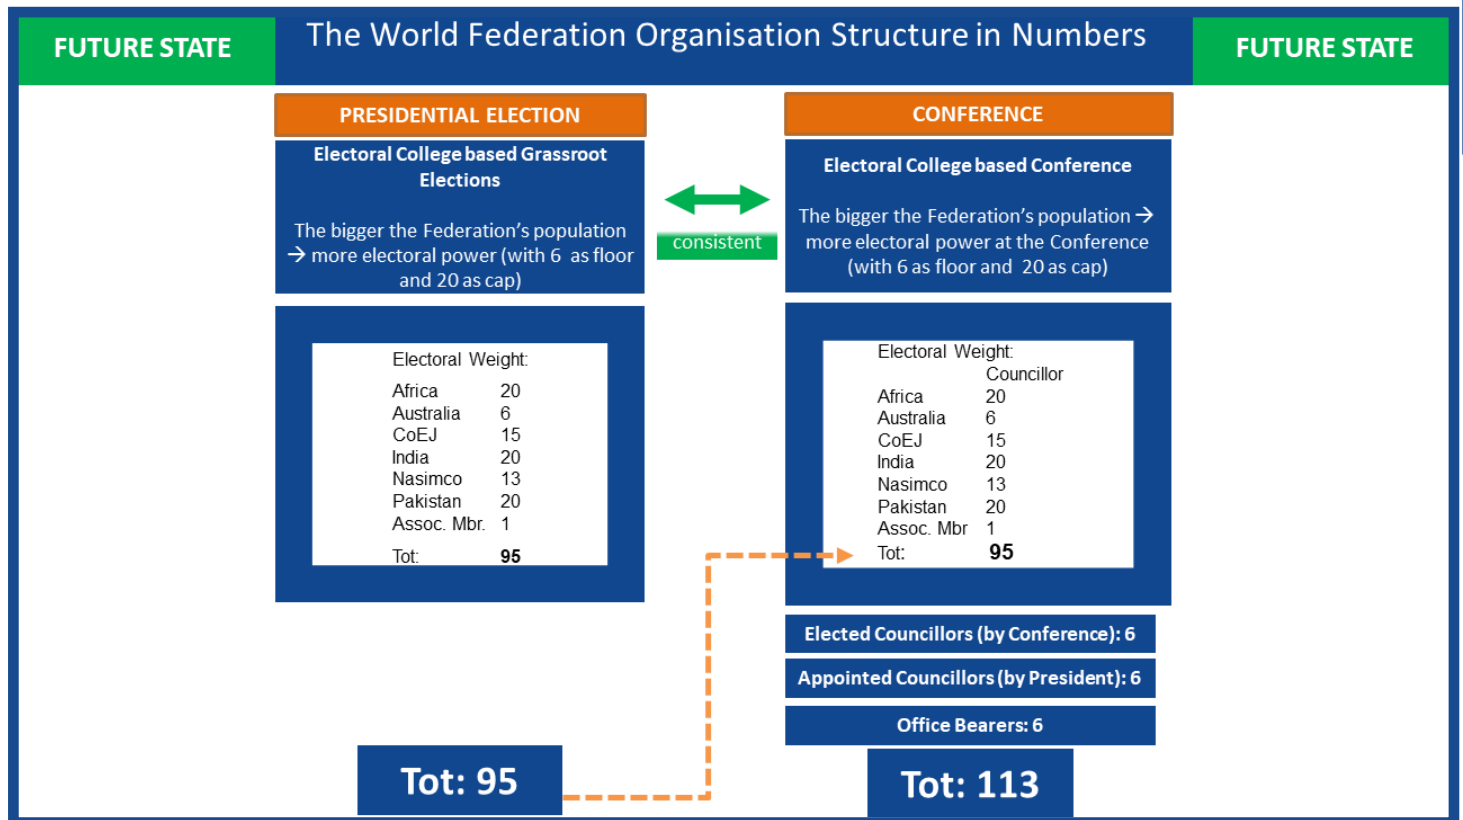 FUTURE STATE
The World Federation Organisation Structure in Numbers
FUTURE STATE
PRESIDENTIAL ELECTION
Electoral College based Grassroot
Elections
The bigger the Federation's population
→ more electoral power (with 6 as floor
and 20 as cap)
consistent
CONFERENCE
Electoral College based Conference
The bigger the Federation's population →
more electoral power at the Conference
(with 6 as floor and 20 as cap)
Electoral Weight:
Africa 20
Australia 6
CoEJ 15
India 20
Nasimco 13
Pakistan 20
Assoc. Mbr. 1
Tot: 95
Electoral Weight:
Councillor
Africa 20
Australia 6
CoEJ 15
India 20
Nasimco 13
Pakistan 20
Assoc. Mbr 1
Tot: 95
Elected Councillors (by Conference): 6
Appointed Councillors (by President): 6
Office Bearers: 6
Tot: 95
Tot: 113